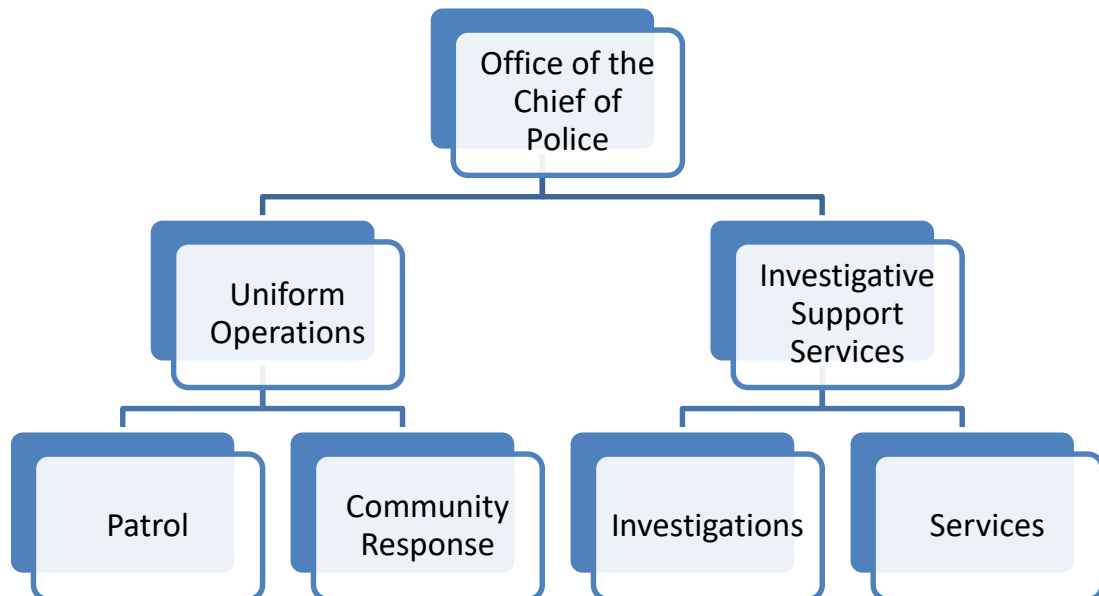 Office of the
Chief of
Police
Uniform
Operations
Investigative
Support
Services
Patrol
Community
Response
Investigations
Services